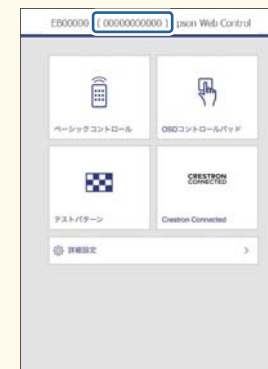 EB00000 ( 00000000000 ) pson Web Control
ベーシックコントロール
OSDコントロールパッド
テストパターン
CRESTRON
CONNECTED
Crestron Connected
詳細設定